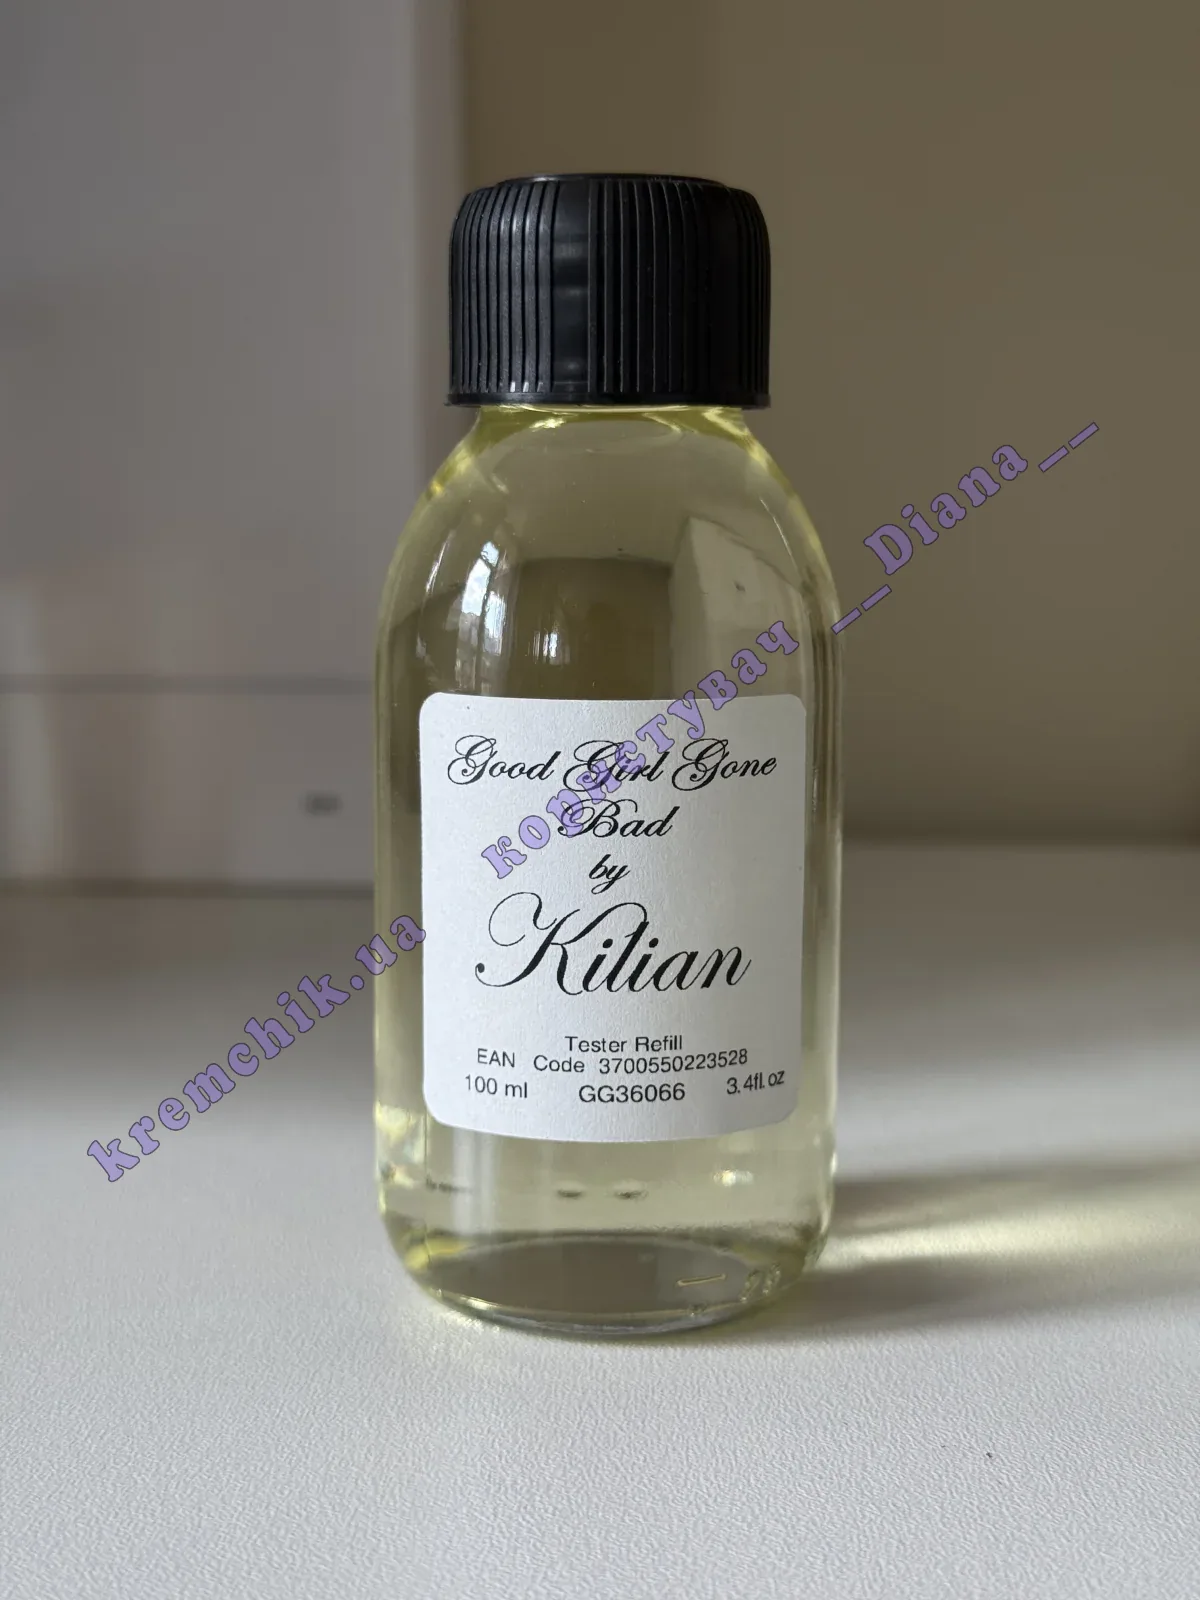 Good Girl Gone
Bad
by
Kilian
Tester Refill
EAN Code 3700550223528
100 ml GG36066 3.4fl.oz
kremchik.ua користувач __Diana__